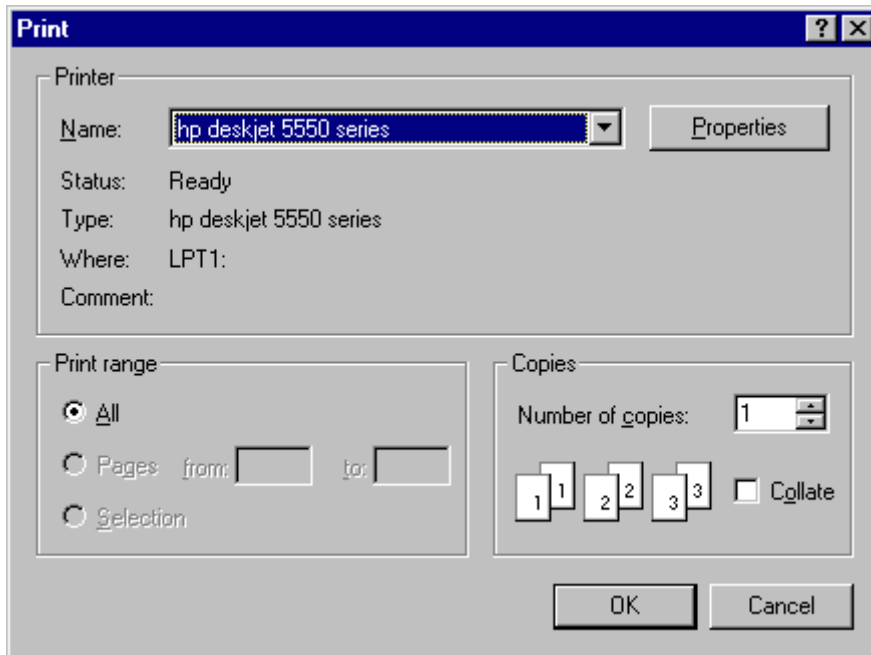 Print
Printer
Name: hp deskjet 5550 series Properties
Status: Ready
Type: hp deskjet 5550 series
Where: LPT1:
Comment:
Print range
All
Pages from: to:
Selection
Copies
Number of copies: 1
1 1 2 2 3 3 Collate
OK Cancel